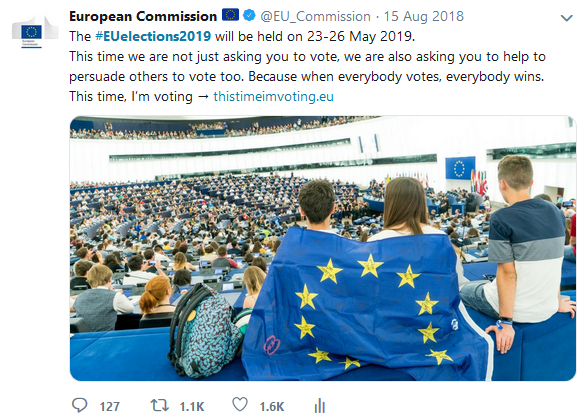 European Commission @EU_Commission · 15 Aug 2018
The #EUelections2019 will be held on 23-26 May 2019.
This time we are not just asking you to vote, we are also asking you to help to
persuade others to vote too. Because when everybody votes, everybody wins.
This time, I'm voting → thistimeimvoting.eu
127 1.1K 1.6K